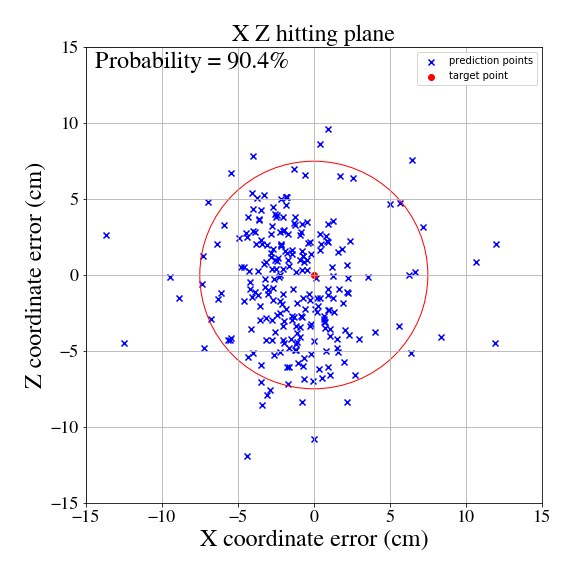 X Z hitting plane
Probability = 90.4%
prediction points
target point
15
10
5
0
−5
−10
−15
Z coordinate error (cm)
−15 −10 −5 0 5 10 15
X coordinate error (cm)